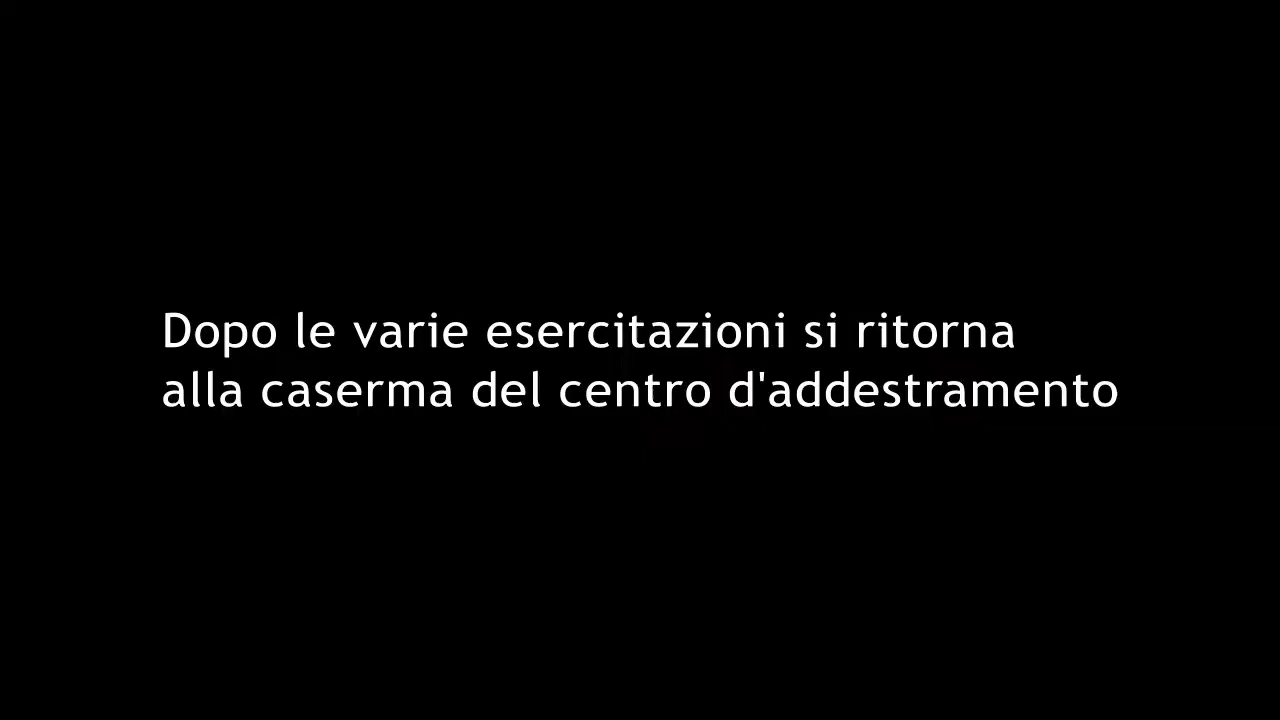 Dopo le varie esercitazioni si ritorna
alla caserma del centro d'addestramento